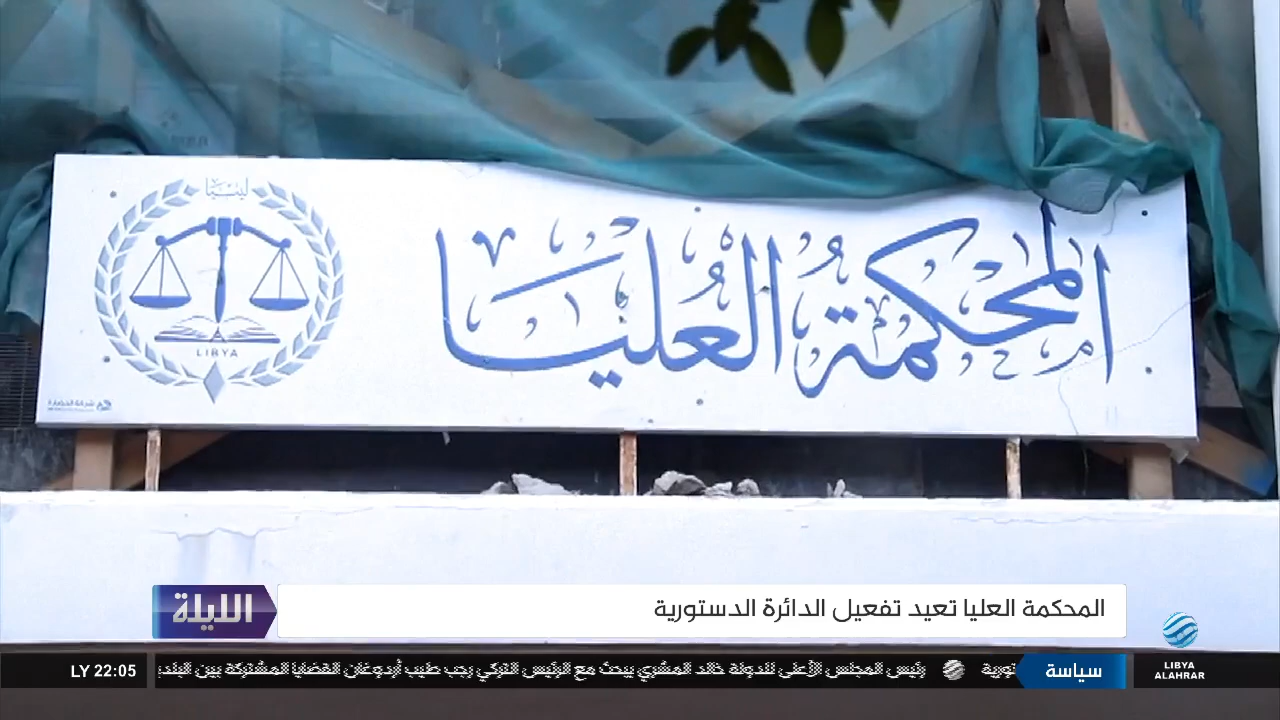 ليبيا
LIBYA
المحكمة العليا
المحكمة العليا تعيد تفعيل الدائرة الدستورية
الليلة
LIBYA
ALAHRAR
سياسة
رئيس المجلس الأعلى للدولة خالد المشري يبحث مع الرئيس التركي رجب طيب أردوغان القضايا المشتركة بين
LY 22:05